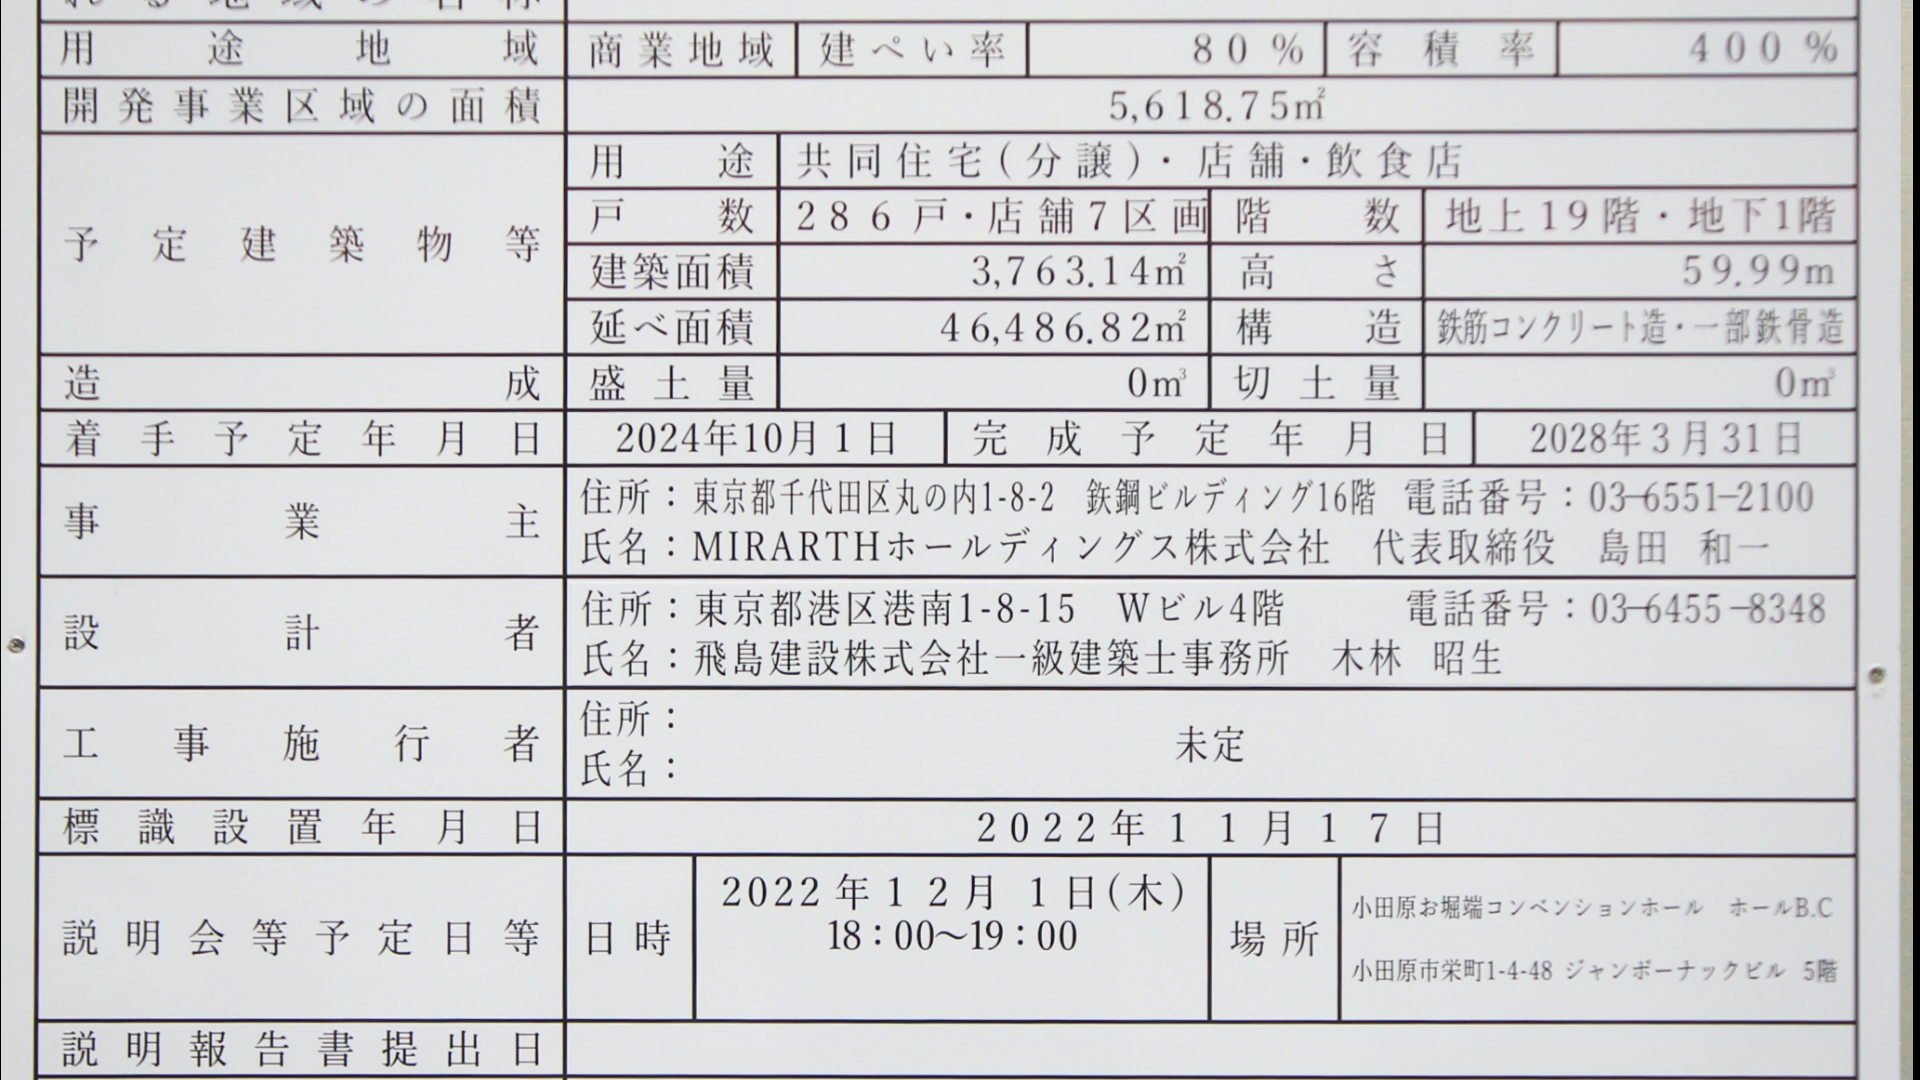 れる地域の名称
用途地域 商業地域 建ぺい率 80% 容積率 400%
開発事業区域の面積 5,618.75㎡
予定建築物等
用途 共同住宅(分譲)・店舗・飲食店
戸数 286戸・店舗7区画 階数 地上19階・地下1階
建築面積 3,763.14㎡ 高さ 59.99m
延べ面積 46,486.82㎡ 構造 鉄筋コンクリート造・一部鉄骨造
造成 盛土量 0㎥ 切土量 0㎥
着手予定年月日 2024年10月1日 完成予定年月日 2028年3月31日
事業主
住所：東京都千代田区丸の内1-8-2 鉄鋼ビルディング16階 電話番号：03-6551-2100
氏名：MIRARTHホールディングス株式会社 代表取締役 島田 和一
設計者
住所：東京都港区港南1-8-15 Wビル4階 電話番号：03-6455-8348
氏名：飛島建設株式会社一級建築士事務所 木林 昭生
工事施行者
住所：
氏名：
未定
標識設置年月日 2022年11月17日
説明会等予定日等
日時
2022年12月1日(木)
18：00〜19：00
場所
小田原お堀端コンベンションホール ホールB.C
小田原市栄町1-4-48 ジャンボーナックビル 5階
説明報告書提出日